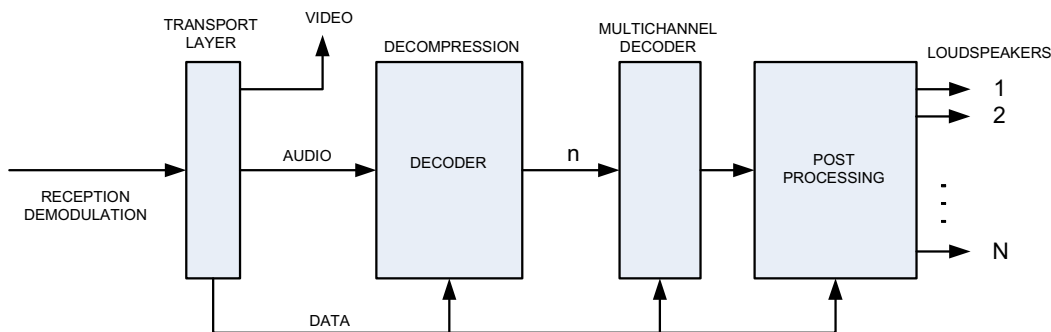 TRANSPORT
LAYER
VIDEO
DECOMPRESSION
MULTICHANNEL
DECODER
LOUDSPEAKERS
1
2
AUDIO
DECODER
n
POST
PROCESSING
RECEPTION
DEMODULATION
N
DATA